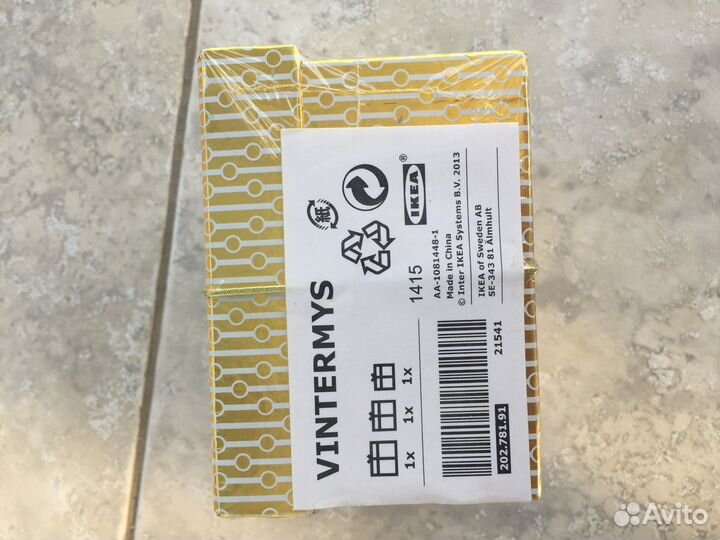 VINTERMYS
1x
1x
1x
紙
1415
IKEA®
AA-1081448-1
Made in China
© Inter IKEA Systems B.V. 2013
IKEA of Sweden AB
SE-343 81 Älmhult
21541
202.781.91
Avito